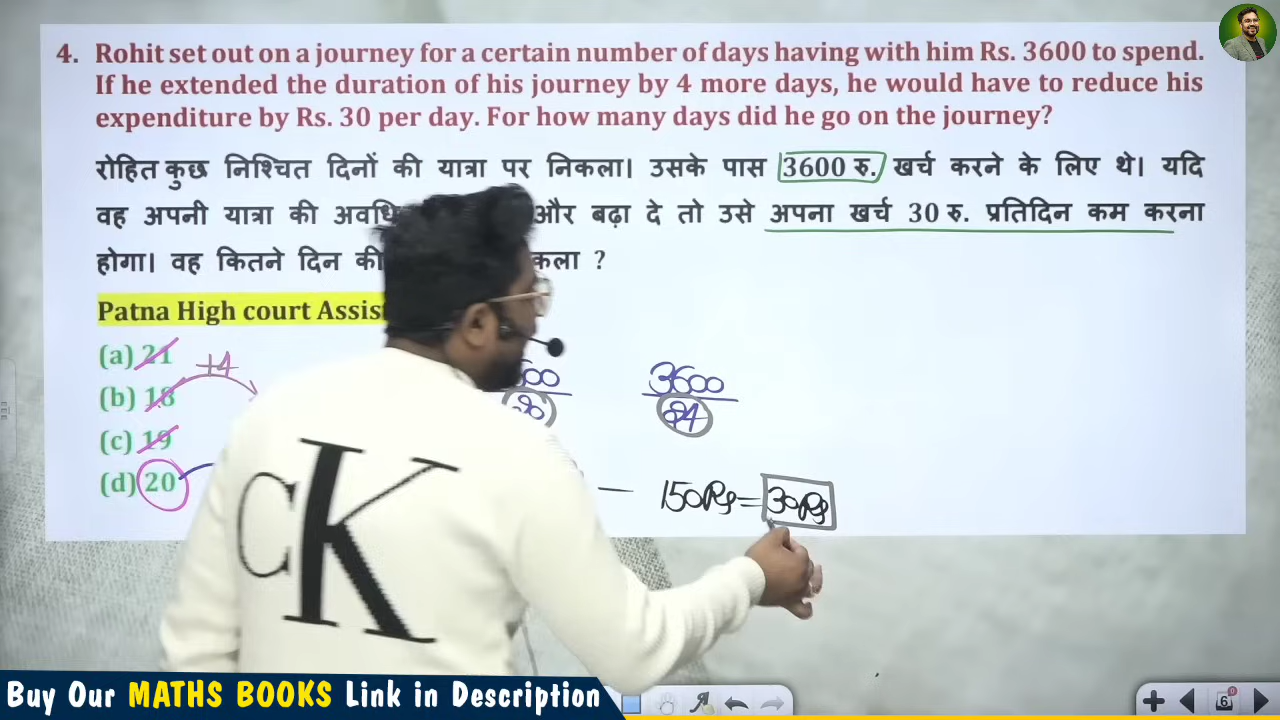 4. Rohit set out on a journey for a certain number of days having with him Rs. 3600 to spend.
If he extended the duration of his journey by 4 more days, he would have to reduce his
expenditure by Rs. 30 per day. For how many days did he go on the journey?
रोहित कुछ निश्चित दिनों की यात्रा पर निकला। उसके पास 3600 रु. खर्च करने के लिए थे। यदि
वह अपनी यात्रा की और बढ़ा दे तो उसे अपना खर्च 30 रु. प्रतिदिन कम करना
होगा। वह कितने दिन की ?
Patna High court
(a) 21
+4
(b) 18
(c) 19
(d) 20
3600
24
— 150Rs = 30Rs
CK
Buy Our MATHS BOOKS Link in Description
6